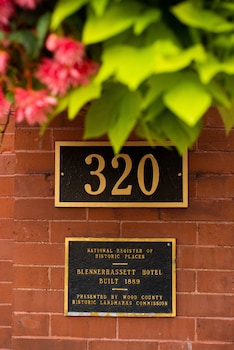 320
NATIONAL REGISTER OF
HISTORIC PLACES
BLENNERHASSETT HOTEL
BUILT 1889
PRESENTED BY WOOD COUNTY
HISTORIC LANDMARKS COMMISSION